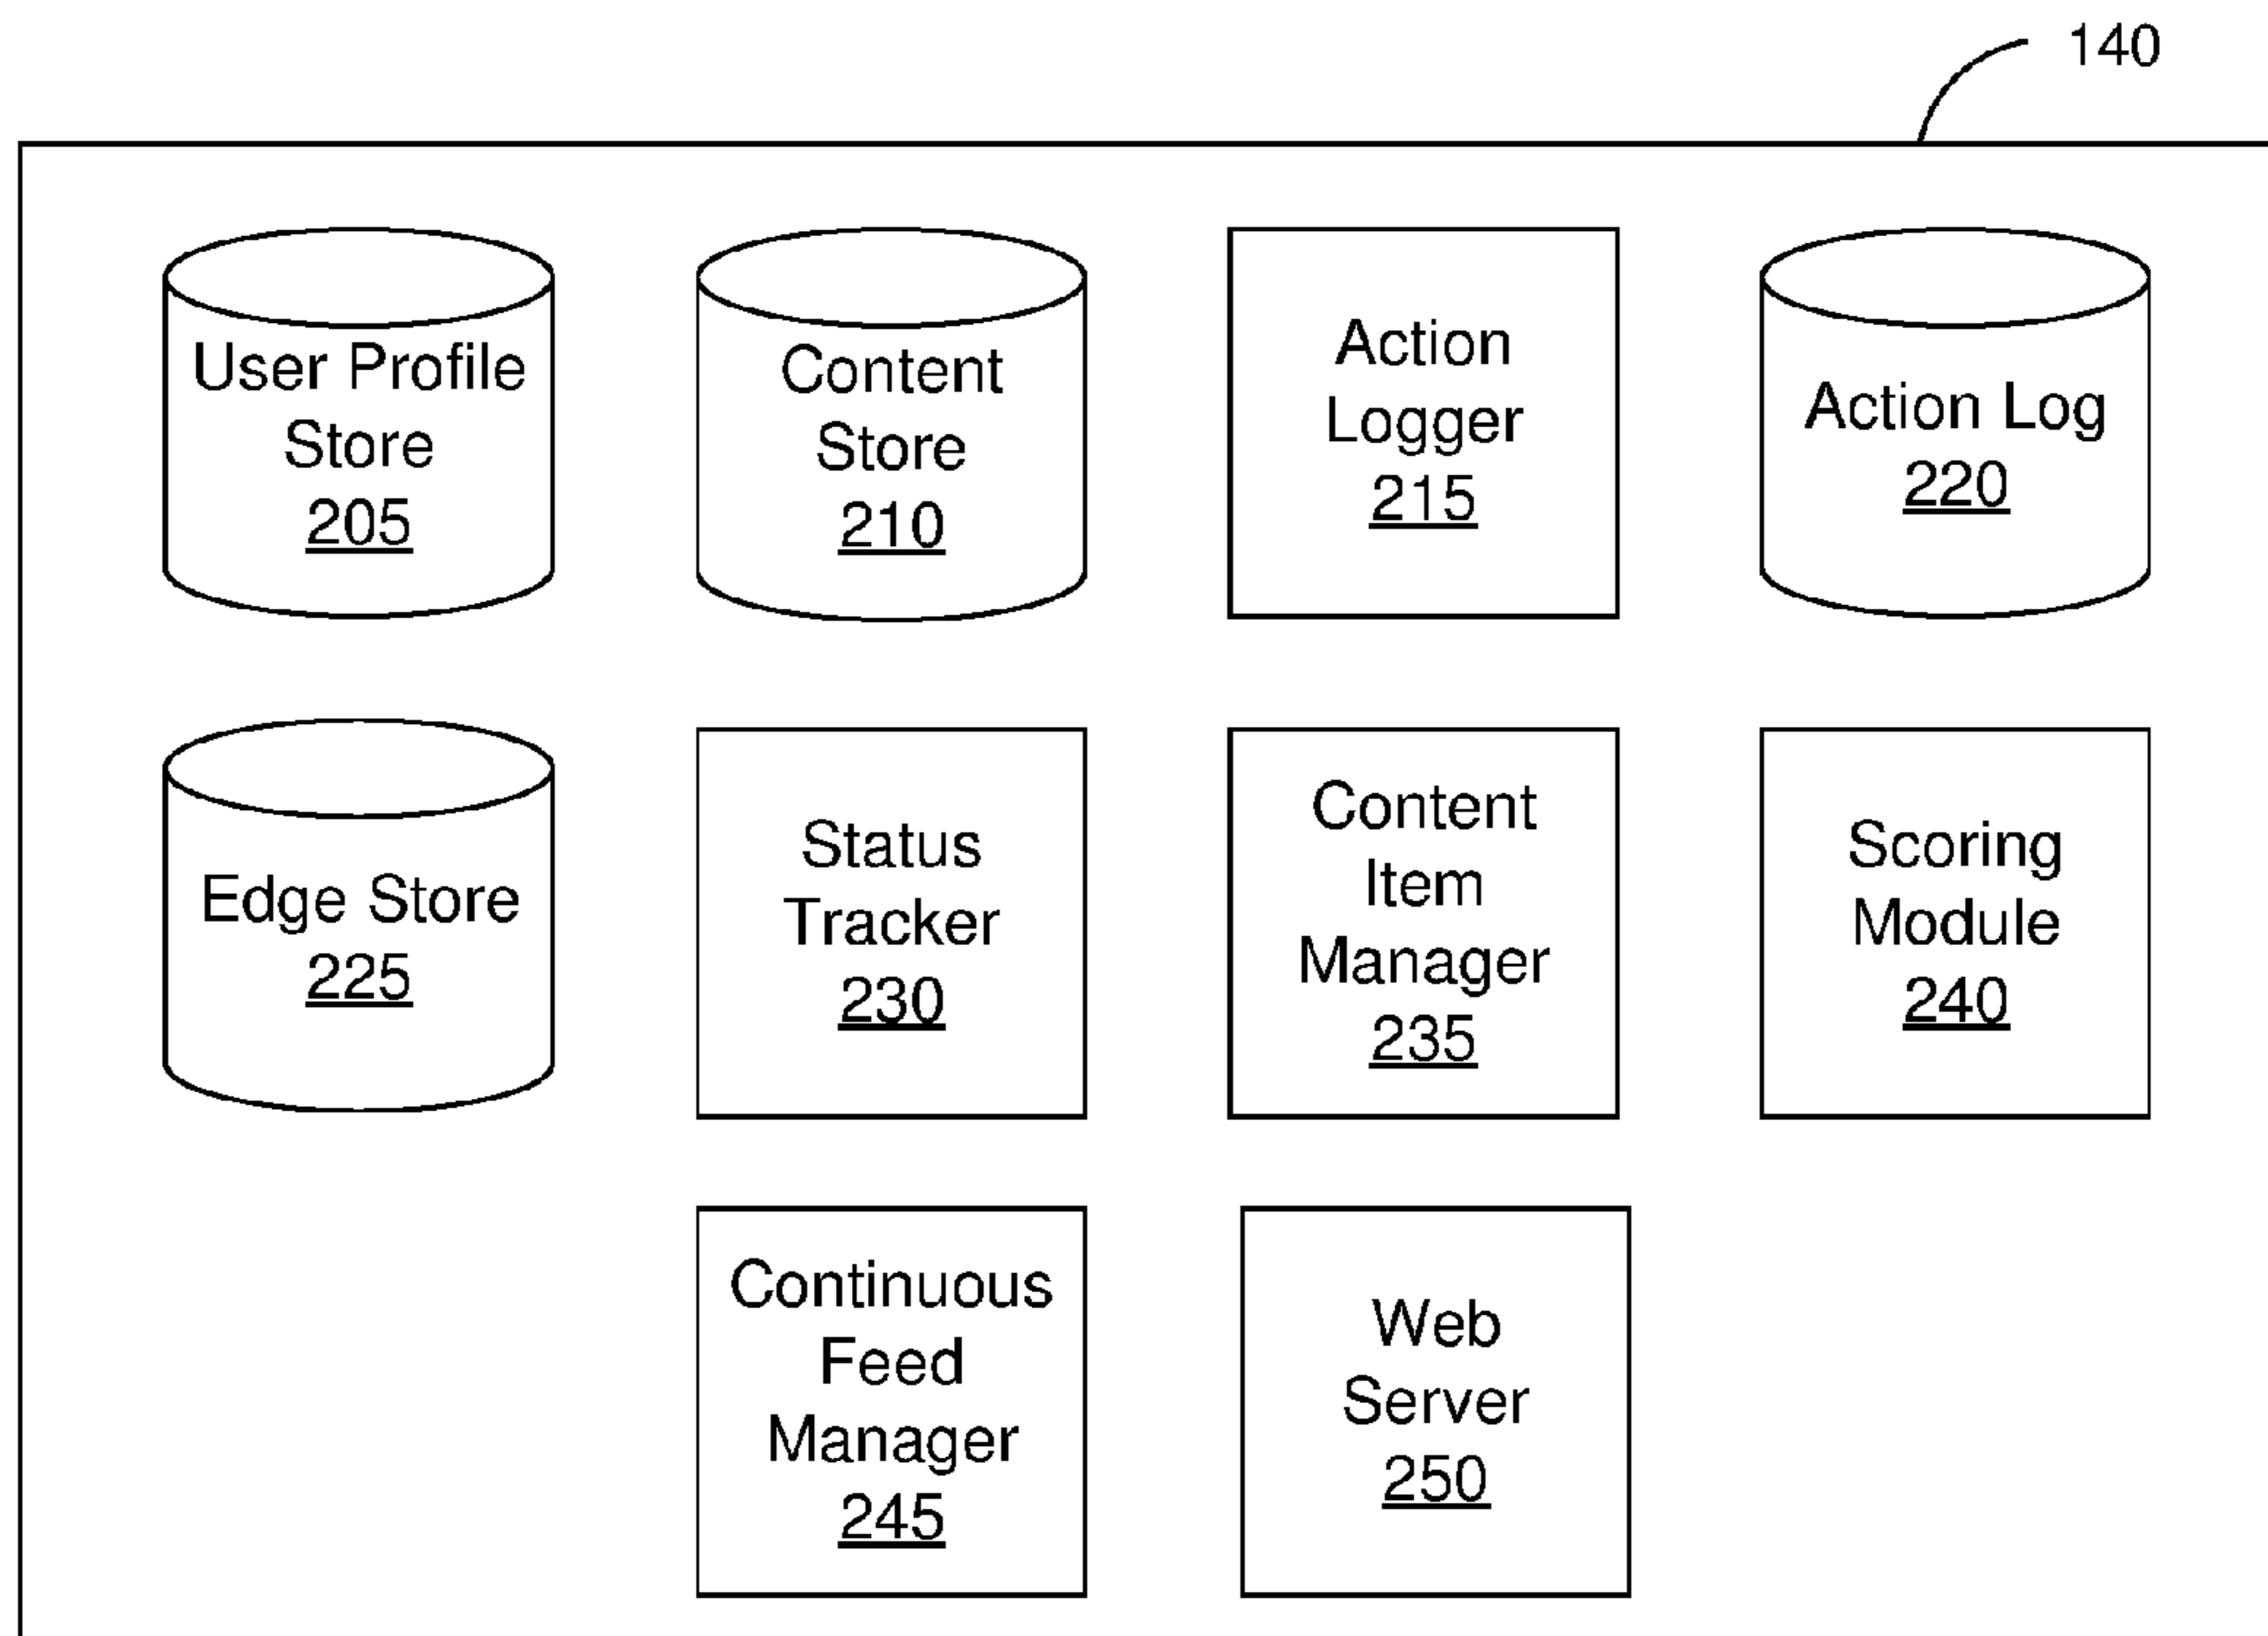 140
User Profile
Store
205
Content
Store
210
Action
Logger
215
Action Log
220
Edge Store
225
Status
Tracker
230
Content
Item
Manager
235
Scoring
Module
240
Continuous
Feed
Manager
245
Web
Server
250